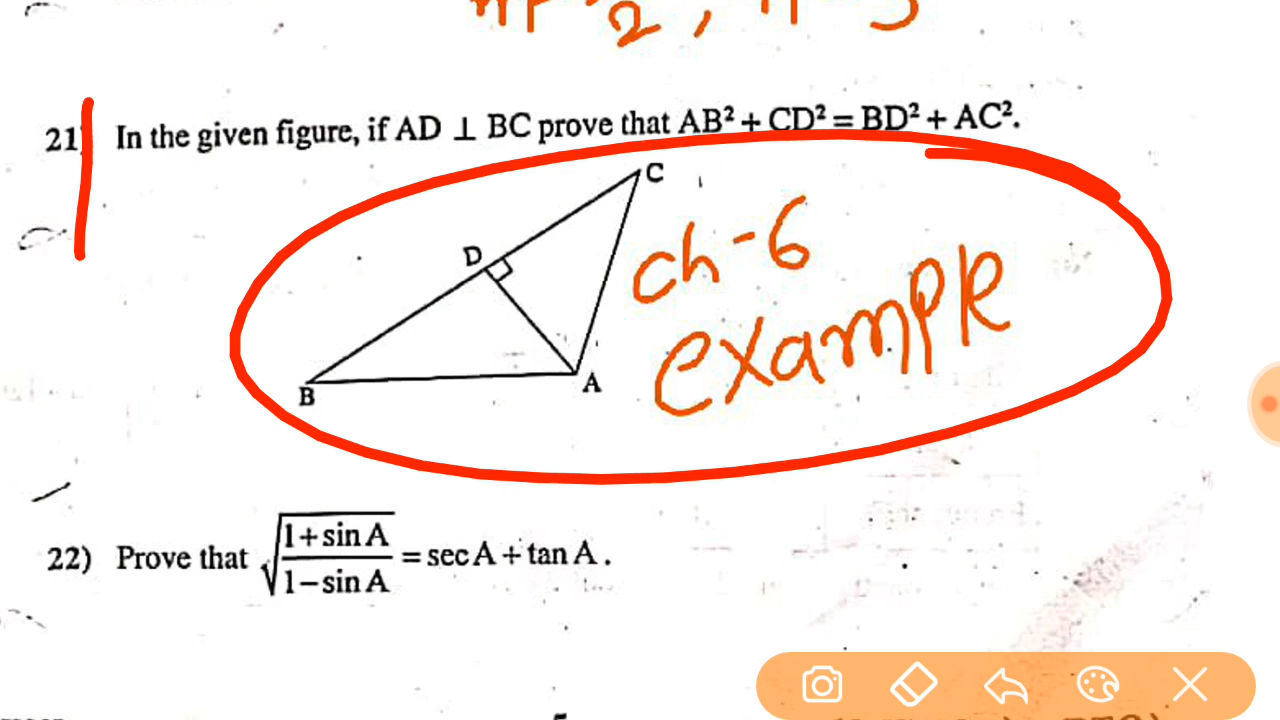 2,
21) In the given figure, if AD ⊥ BC prove that AB² + CD² = BD² + AC².
C
D
ch-6
example
B
A
22) Prove that √((1+sin A)/(1−sin A)) = sec A + tan A.